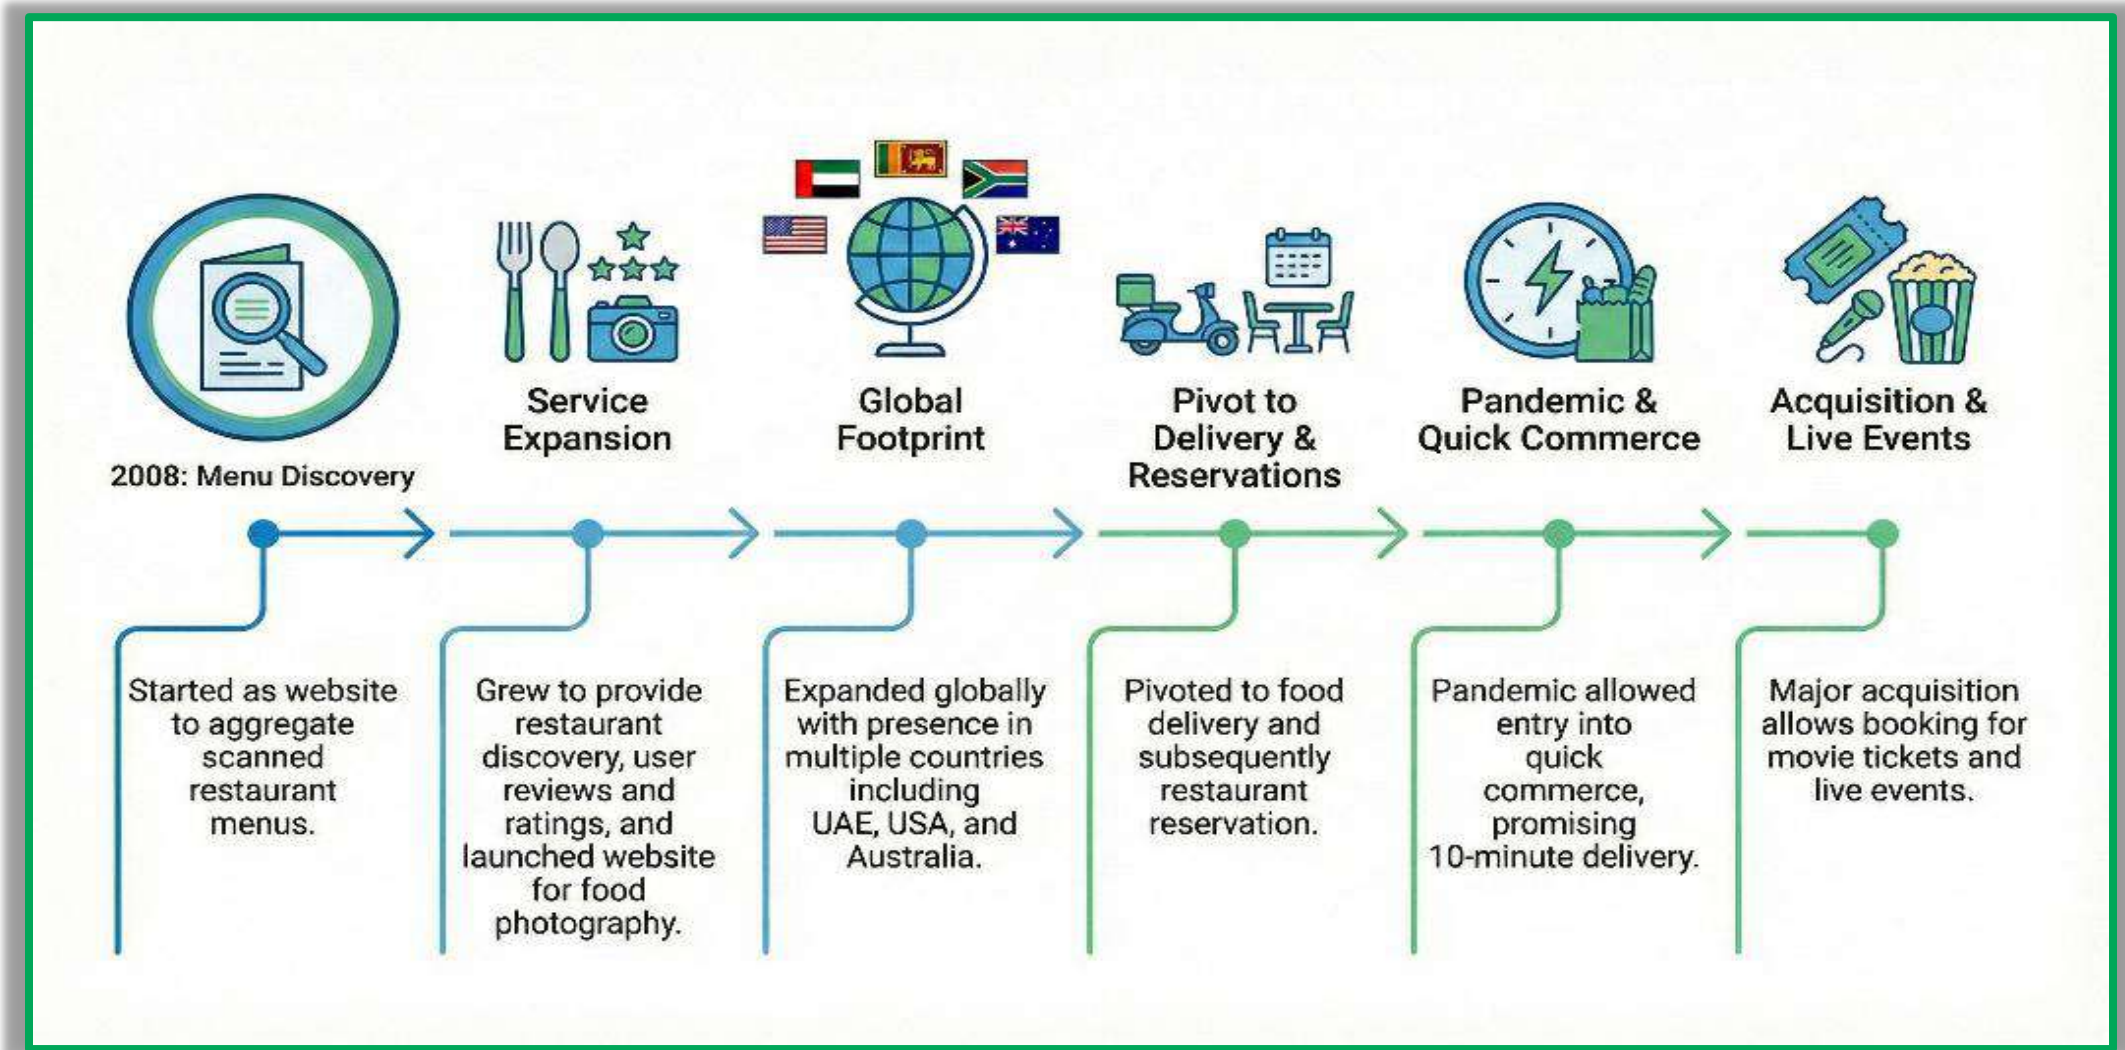 2008: Menu Discovery
Started as website
to aggregate
scanned
restaurant
menus.
Service
Expansion
Grew to provide
restaurant
discovery, user
reviews and
ratings, and
launched website
for food
photography.
Global
Footprint
Expanded globally
with presence in
multiple countries
including
UAE, USA, and
Australia.
Pivot to
Delivery &
Reservations
Pivoted to food
delivery and
subsequently
restaurant
reservation.
Pandemic &
Quick Commerce
Pandemic allowed
entry into
quick
commerce,
promising
10-minute delivery.
Acquisition &
Live Events
Major acquisition
allows booking for
movie tickets and
live events.